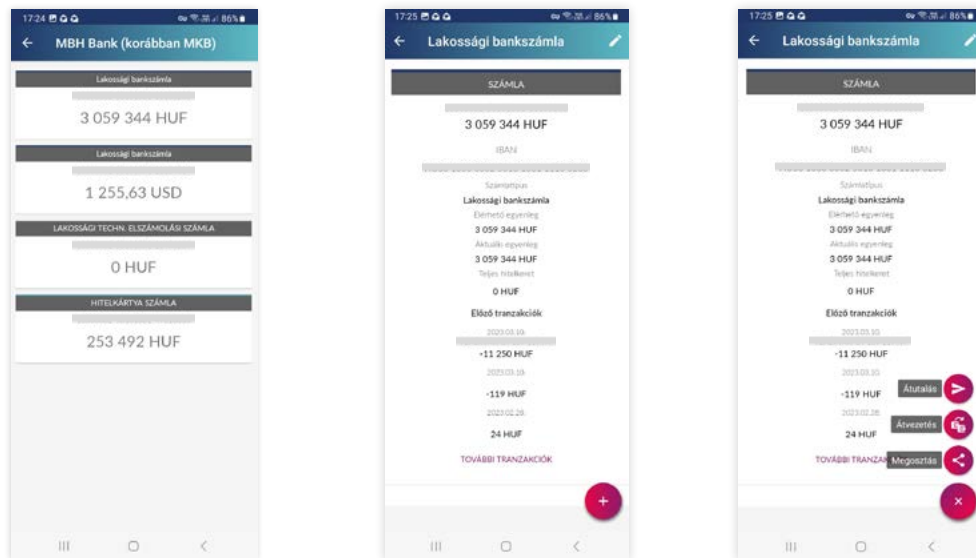 17:24
86%
MBH Bank (korábban MKB)
Lakossági bankszámla
3 059 344 HUF
Lakossági bankszámla
1 255,63 USD
LAKOSSÁGI TECHN. ELSZÁMOLÁSI SZÁMLA
0 HUF
HITELKÁRTYA SZÁMLA
253 492 HUF
17:25
86%
Lakossági bankszámla
SZÁMLA
3 059 344 HUF
IBAN
Számlatípus
Lakossági bankszámla
Elérhető egyenleg
3 059 344 HUF
Aktuális egyenleg
3 059 344 HUF
Teljes hitelkeret
0 HUF
Előző tranzakciók
2023.03.10.
-11 250 HUF
2023.03.10.
-119 HUF
2023.02.28.
24 HUF
TOVÁBBI TRANZAKCIÓK
17:25
86%
Lakossági bankszámla
SZÁMLA
3 059 344 HUF
IBAN
Számlatípus
Lakossági bankszámla
Elérhető egyenleg
3 059 344 HUF
Aktuális egyenleg
3 059 344 HUF
Teljes hitelkeret
0 HUF
Előző tranzakciók
2023.03.10.
-11 250 HUF
2023.03.10.
-119 HUF
Átutalás
2023.02.28.
Átvezetés
24 HUF
TOVÁBBI TRANZAK
Megosztás